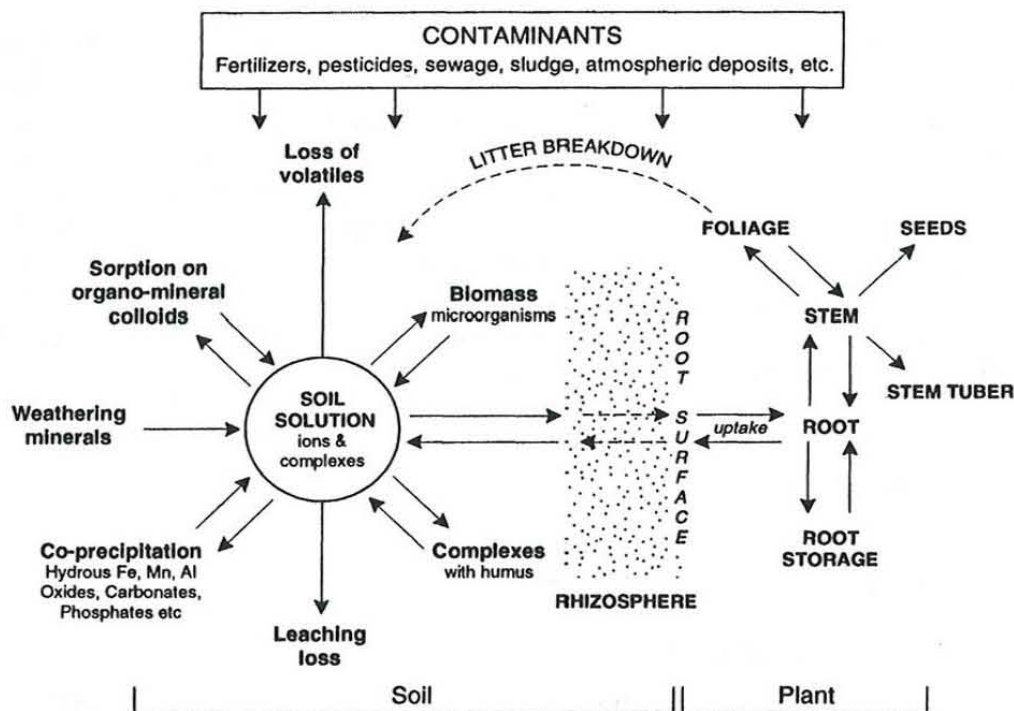 CONTAMINANTS
Fertilizers, pesticides, sewage, sludge, atmospheric deposits, etc.
Loss of
volatiles
LITTER BREAKDOWN
FOLIAGE
SEEDS
Sorption on
organo-mineral
colloids
Biomass
microorganisms
STEM
STEM TUBER
ROOT SURFACE
SOIL
SOLUTION
ions &
complexes
Weathering
minerals
uptake
ROOT
Co-precipitation
Hydrous Fe, Mn, Al
Oxides, Carbonates,
Phosphates etc
Complexes
with humus
ROOT
STORAGE
RHIZOSPHERE
Leaching
loss
Soil
Plant